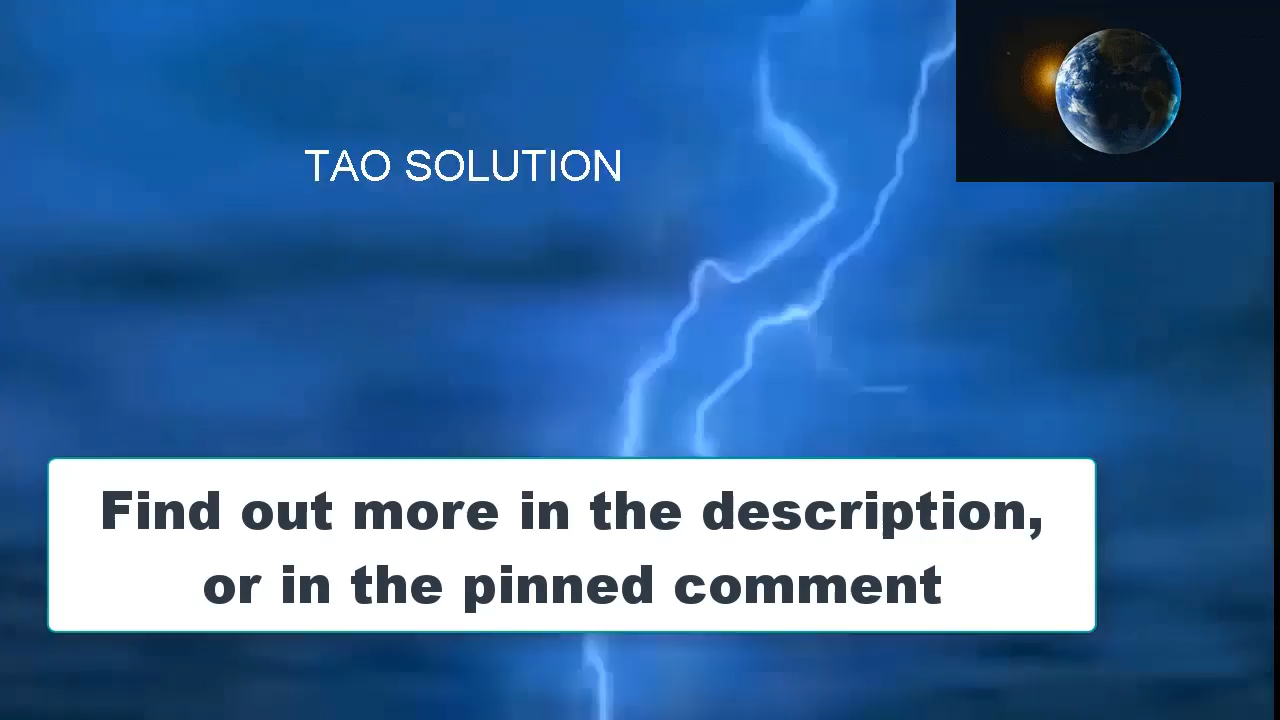 TAO SOLUTION
Find out more in the description,
or in the pinned comment